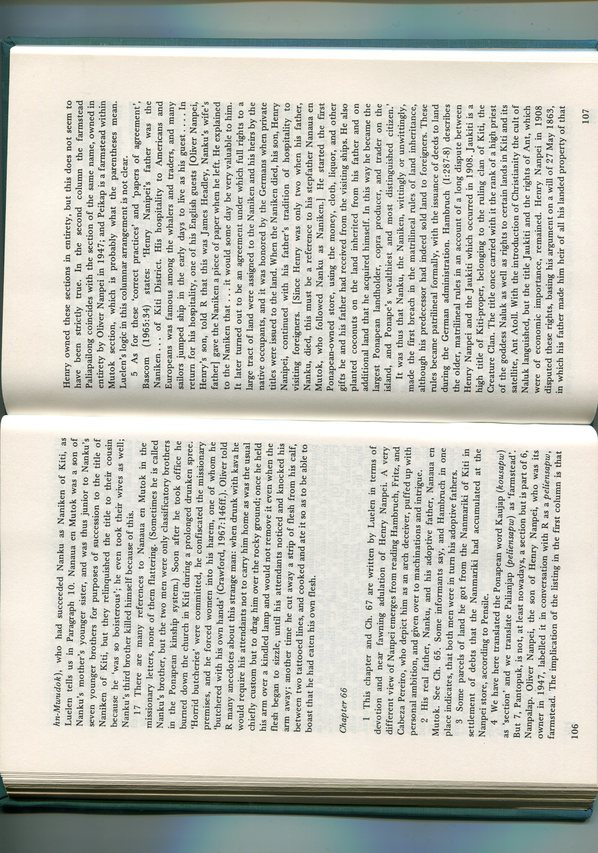 hn-Mwudok), who had succeeded Nanku as Naniken of Kiti, as
Luelen tells us in Paragraph 10. Nanaua en Mutok was a son of
Nanku's mother's younger sister, and was thus junior to Nanku's
seven younger brothers for purposes of succession to the title of
Naniken of Kiti, but they relinquished the title to their cousin
because he 'was so boisterous'; he even took their wives as well;
Nanku's third brother killed himself because of this.
17 There are many references to Nanaua en Mutok in the
missionary letters, none of them flattering. (Sometimes he is called
Nanku's brother, but the two men were only classificatory brothers
in the Ponapean kinship system.) Soon after he took office he
burned down the church in Kiti during a prolonged drunken spree.
'Horrid butcheries' were committed, he confiscated the missionary
premises, and he forced women into his harem, one of whom he
'butchered with his own hands' (Crawford, 1967:146ff.). Oliver told
R many anecdotes about this strange man: when drunk with kava he
would require his attendants not to carry him home as was the usual
chiefly custom but to drag him over the rocky ground; once he held
his arm over a kindled lamp and would not remove it even when the
flesh began to sizzle, until his attendants noticed and knocked his
arm away; another time he cut away a strip of flesh from his calf,
between two tattooed lines, and cooked and ate it so as to be able to
boast that he had eaten his own flesh.
Chapter 66
1 This chapter and Ch. 67 are written by Luelen in terms of
devotion and near fawning adulation of Henry Nanpei. A very
different view of Nanpei emerges from reading Hambruch, Fritz, and
Cabeza Pereiro, who depict him as an arch deceiver, puffed up with
personal ambition, and given over to machinations and intrigue.
2 His real father, Nanku, and his adoptive father, Nanaua en
Mutok. See Ch. 65. Some informants say, and Hambruch in one
place indicates, that both men were in turn his adoptive fathers.
3 Some parcels of land he got from the Nanmariki of Kiti in
settlement of debts that the Nanmariki had accumulated at the
Nanpei store, according to Pensile.
4 We have here translated the Ponapean word Kaujap (kousapw)
as 'section' and we translate Palianjap (peliensapw) as 'farmstead'.
But 7, Pantopuk, is not, at least nowadays, a section but is part of 6,
Nanpalap. Oliver Nanpei, the son of Henry Nanpei, who was its
owner in 1947, labelled it in conversation with R as a peliensapw,
farmstead. The implication of the listing in the first column is that
106
Henry owned these sections in entirety, but this does not seem to
have been strictly true. In the second column the farmstead
Paliapailong coincides with the section of the same name, owned in
entirety by Oliver Nanpei in 1947; and Peikap is a farmstead within
Mutok section, which is probably what the parentheses mean.
Luelen's logic in this columnar arrangement is not clear.
5 As for these 'correct practices' and 'papers of agreement',
Bascom (1965:34) states: 'Henry Nanipei's father was the
Naniken . . . of Kiti District. His hospitality to Americans and
Europeans was famous among the whalers and traders, and many
sailors jumped ship in the early days to live as his guest . . . . In
return for his hospitality, one of his English guests [Oliver Nanpei,
Henry's son, told R that this was James Headley, Nanku's wife's
father] gave the Naniken a piece of paper when he left. He explained
to the Naniken that . . . it would some day be very valuable to him.
It later turned out to be an agreement under which full rights to a
large tract of land were assigned to the Naniken and his heirs by the
native occupants, and it was honored by the Germans when private
titles were issued to the land. When the Naniken died, his son, Henry
Nanipei, continued with his father's tradition of hospitality to
visiting foreigners. [Since Henry was only two when his father,
Nanku, died, this must be a reference to his stepfather Nanaua en
Mutok, who followed Nanku as Naniken.] He started the first
Ponapean-owned store, using the money, cloth, liquor, and other
gifts he and his father had received from the visiting ships. He also
planted coconuts on the land inherited from his father and on
additional land that he acquired himself. In this way he became the
largest Ponapean landholder, copra producer, and trader on the
island, and Ponape's wealthiest and most distinguished citizen.'
It was thus that Nanku, the Naniken, wittingly or unwittingly,
made the first breach in the matrilineal rules of land inheritance,
although his predecessor had indeed sold land to foreigners. These
rules became patrilineal formally, with the issuance of deeds to land
during the German administration. Hambruch (I:287-8) describes
the older, matrilineal rules in an account of a long dispute between
Henry Nanpei and the Jaukiti which occurred in 1908. Jaukiti is a
high title of Kiti-proper, belonging to the ruling clan of Kiti, the
Creature Clan. The title once carried with it the rank of a high priest
of the goddess Naluk as well as rights to certain lands in Kiti and its
satellite, Ant Atoll. With the introduction of Christianity the cult of
Naluk languished, but the title Jaukiti and the rights of Ant, which
were of economic importance, remained. Henry Nanpei in 1908
disputed these rights, basing his argument on a will of 27 May 1863,
in which his father made him heir of all his landed property of that
107